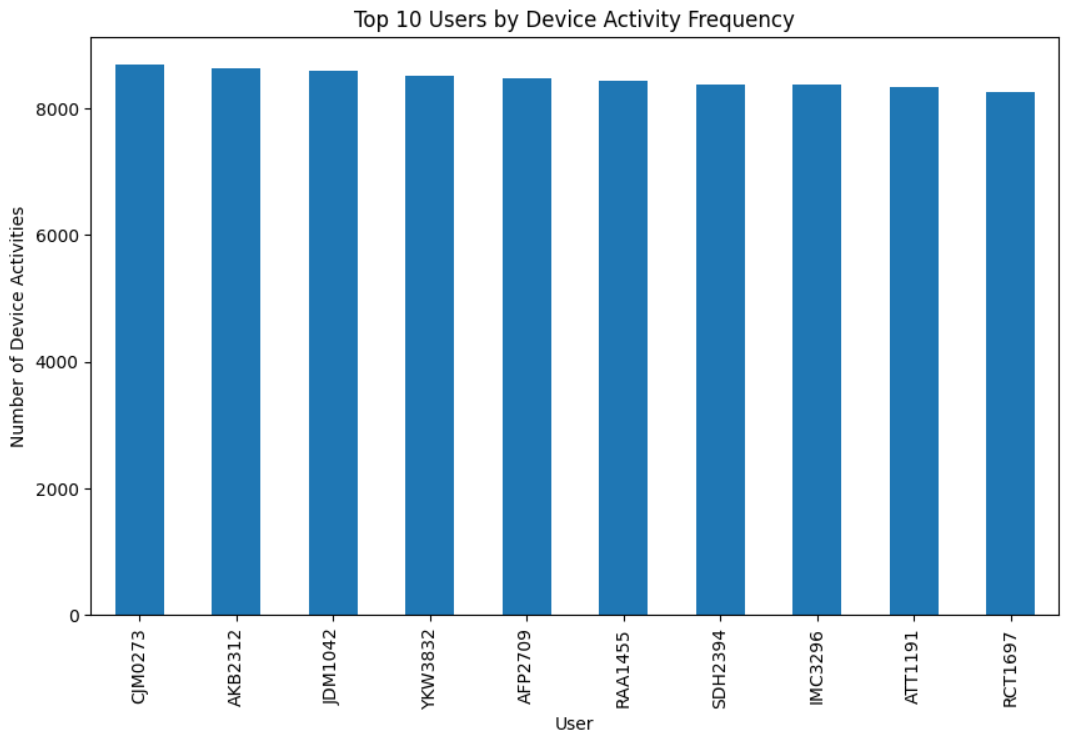 Top 10 Users by Device Activity Frequency
Number of Device Activities
8000
6000
4000
2000
0
CJM0273
AKB2312
JDM1042
YKW3832
AFP2709
RAA1455
SDH2394
IMC3296
ATT1191
RCT1697
User